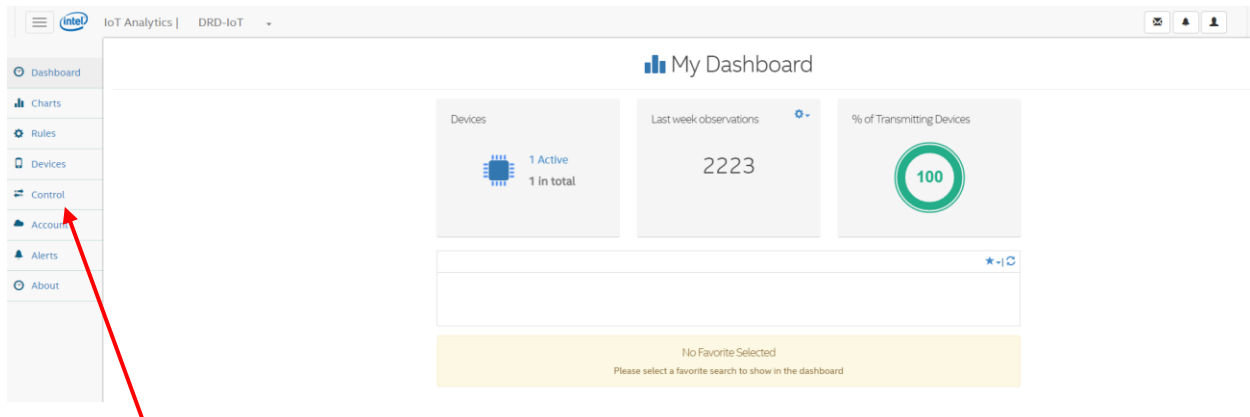 intel IoT Analytics | DRD-IoT
My Dashboard
Dashboard
Charts
Rules
Devices
Control
Account
Alerts
About
Devices
1 Active
1 in total
Last week observations
2223
% of Transmitting Devices
100
No Favorite Selected
Please select a favorite search to show in the dashboard